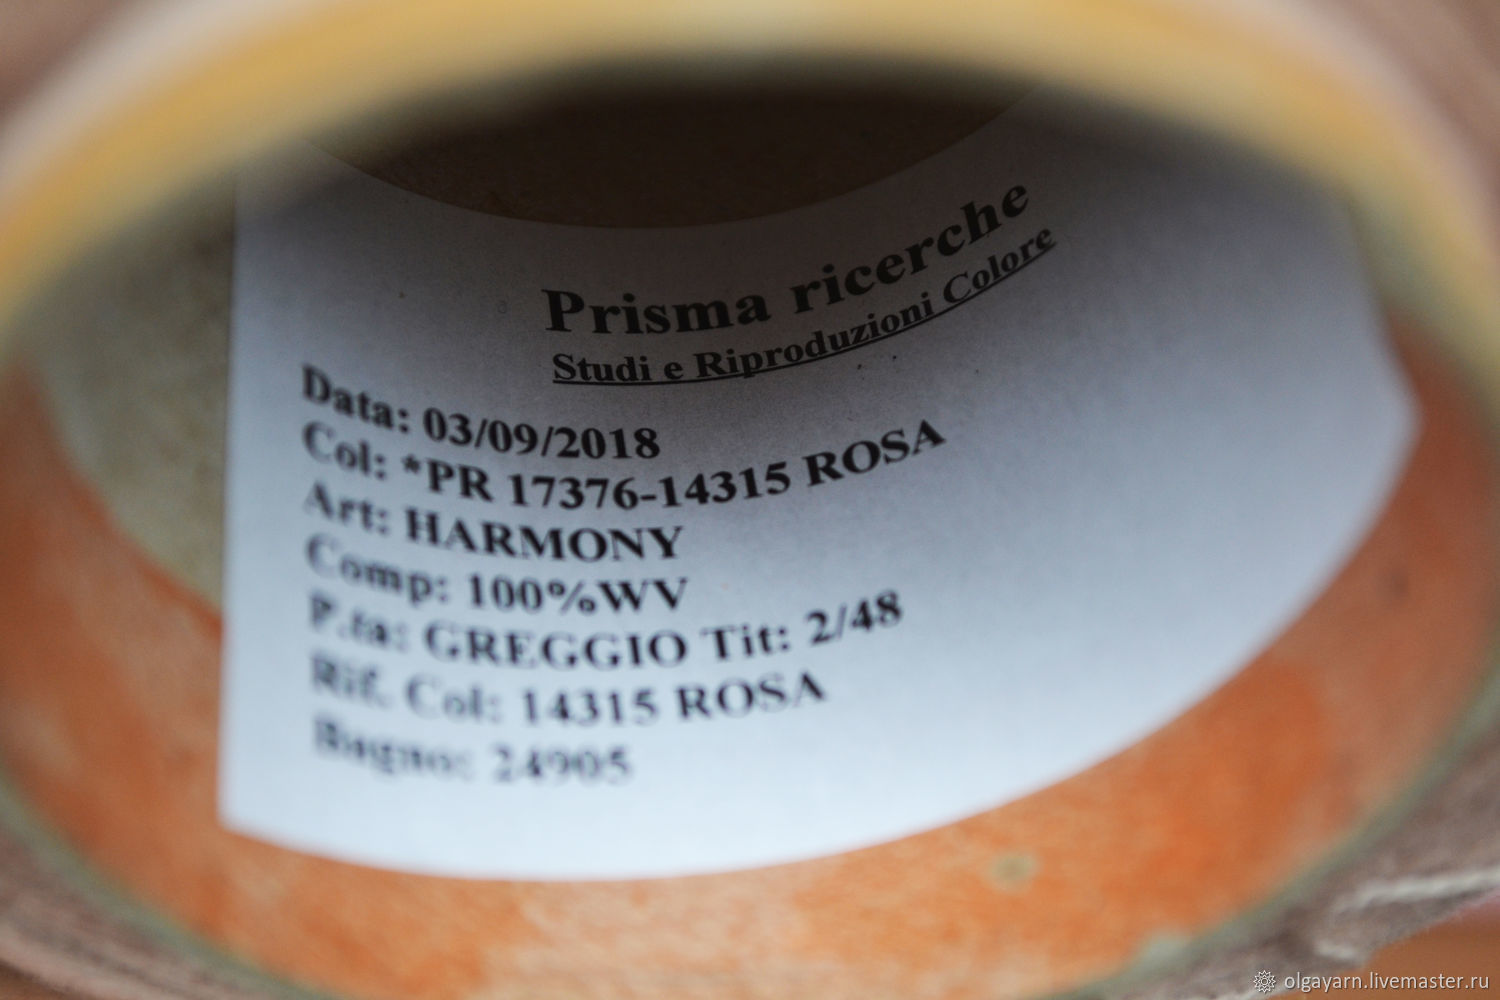 Prisma ricerche
Studi e Riproduzioni Colore
Data: 03/09/2018
Col: *PR 17376-14315 ROSA
Art: HARMONY
Comp: 100%WV
P.ta: GREGGIO Tit: 2/48
Rif. Col: 14315 ROSA
Bagno: 24905
olgayarn.livemaster.ru